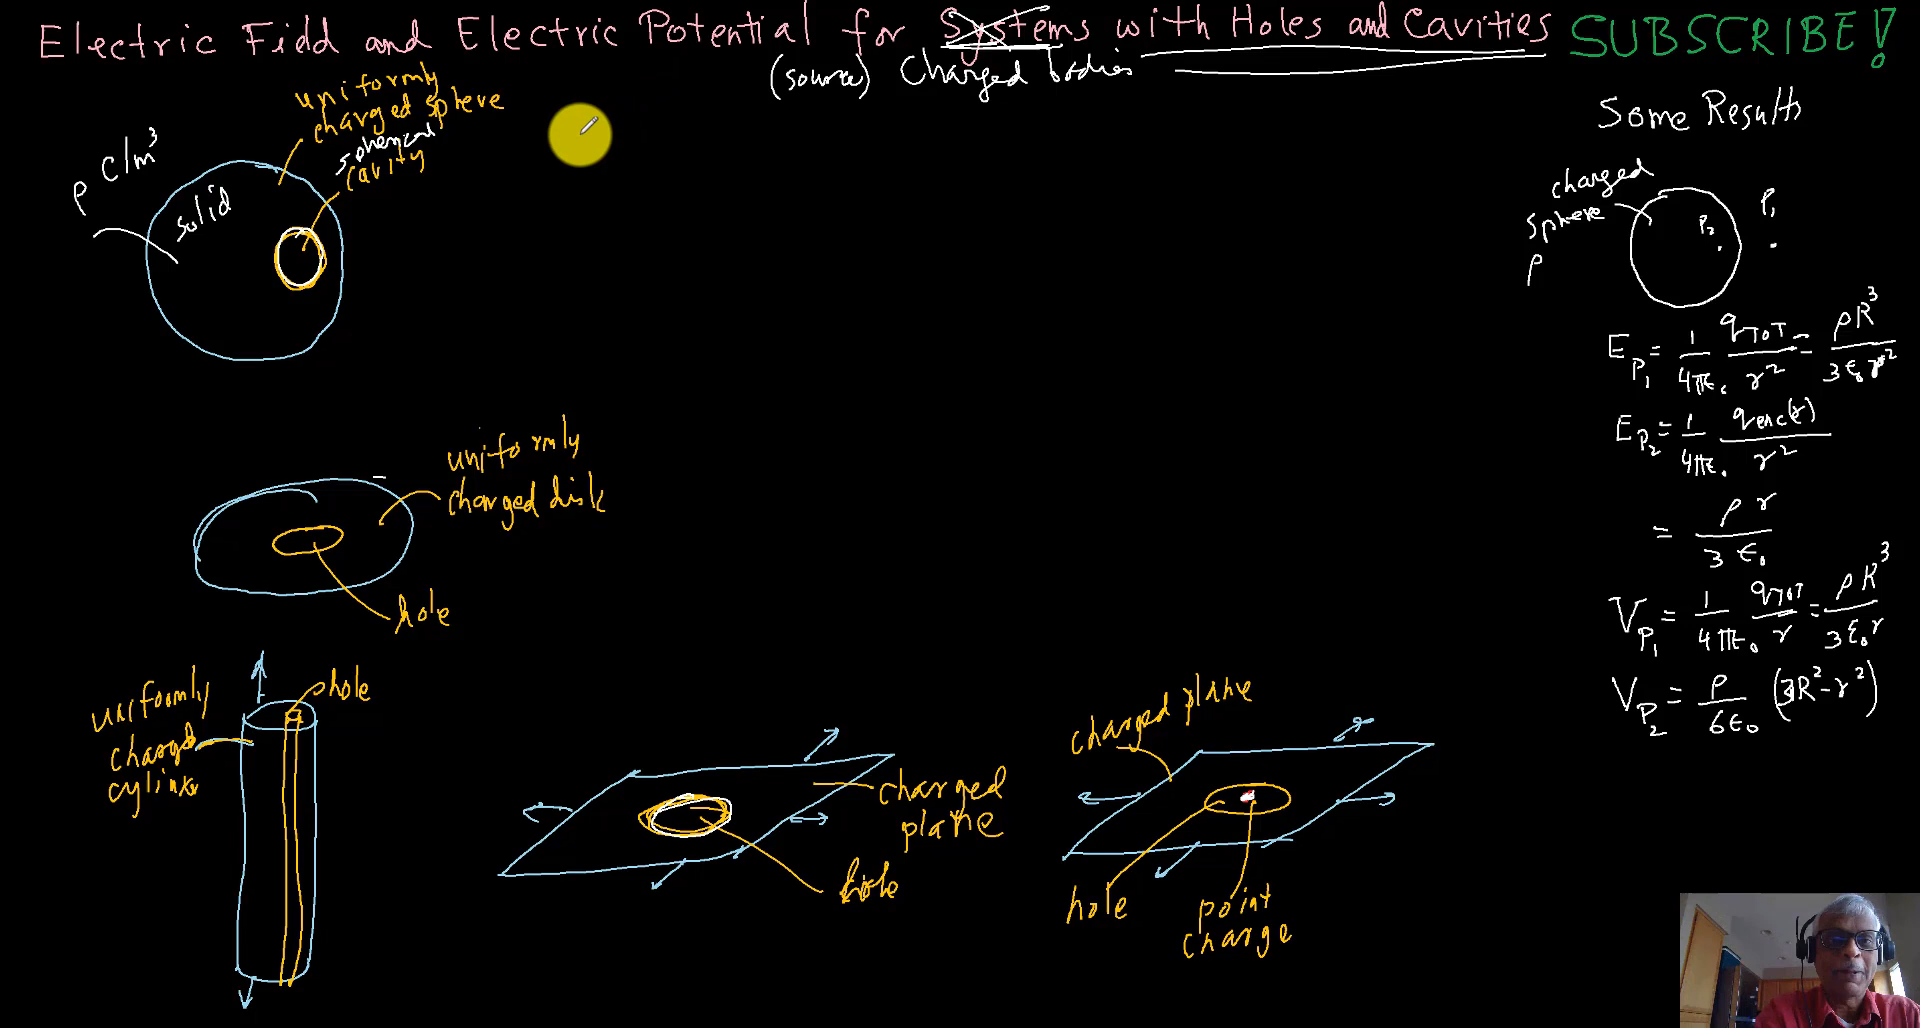 Electric Field and Electric Potential for Systems with Holes and Cavities SUBSCRIBE!
(source) Charged bodies
uniformly
charged sphere
spherical
cavity
ρ C/m³
solid
uniformly
charged disk
hole
hole
uniformly
charged
cylinder
charged
plane
hole
charged plane
hole
point
charge
Some Results
charged
sphere
ρ
P₁
P₂
E_P₁ = 1/4πϵ₀ q_TOT/r² = ρR³/3ϵ₀r²
E_P₂ = 1/4πϵ₀ q_enc(r)/r²
= ρr/3ϵ₀
V_P₁ = 1/4πϵ₀ q_TOT/r = ρR³/3ϵ₀r
V_P₂ = ρ/6ϵ₀ (3R²-r²)